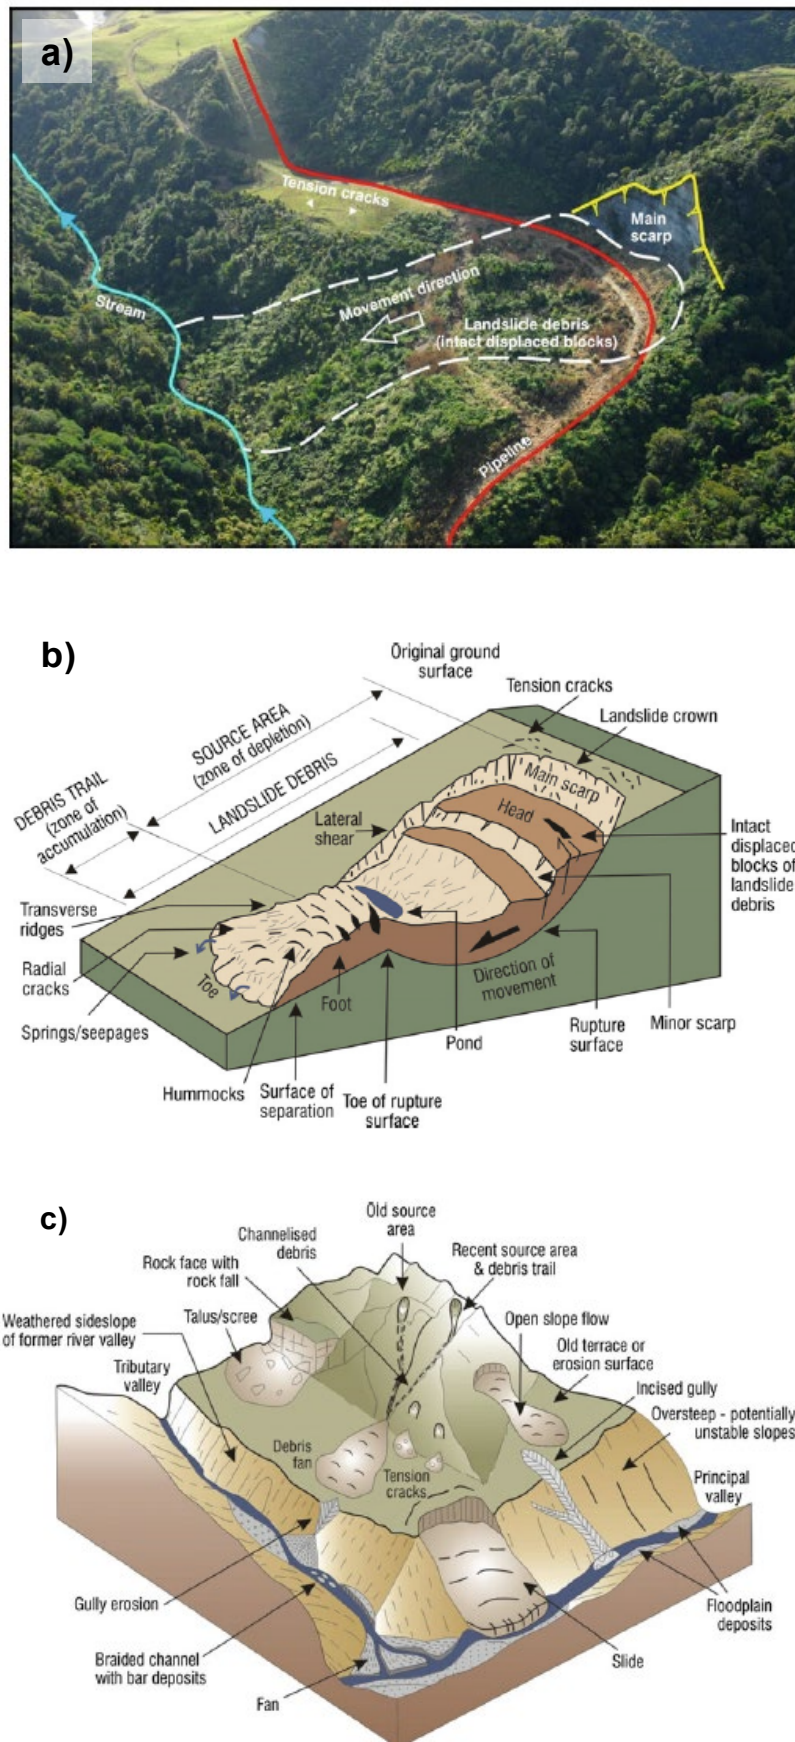 a)
Tension cracks
Main
scarp
Stream
Movement direction
Landslide debris
(intact displaced blocks)
Pipeline
b)
Original ground
surface
Tension cracks
Landslide crown
SOURCE AREA
(zone of depletion)
LANDSLIDE DEBRIS
DEBRIS TRAIL
(zone of
accumulation)
Main scarp
Head
Lateral
shear
Intact
displaced
blocks of
landslide
debris
Transverse
ridges
Radial
cracks
Toe
Springs/seepages
Foot
Direction of
movement
Pond
Rupture
surface
Minor scarp
Hummocks
Surface of
separation
Toe of rupture
surface
c)
Old source
area
Channelised
debris
Recent source area
& debris trail
Rock face with
rock fall
Talus/scree
Open slope flow
Weathered sideslope
of former river valley
Old terrace or
erosion surface
Tributary
valley
Incised gully
Oversteep - potentially
unstable slopes
Debris
fan
Tension
cracks
Principal
valley
Gully erosion
Floodplain
deposits
Braided channel
with bar deposits
Slide
Fan